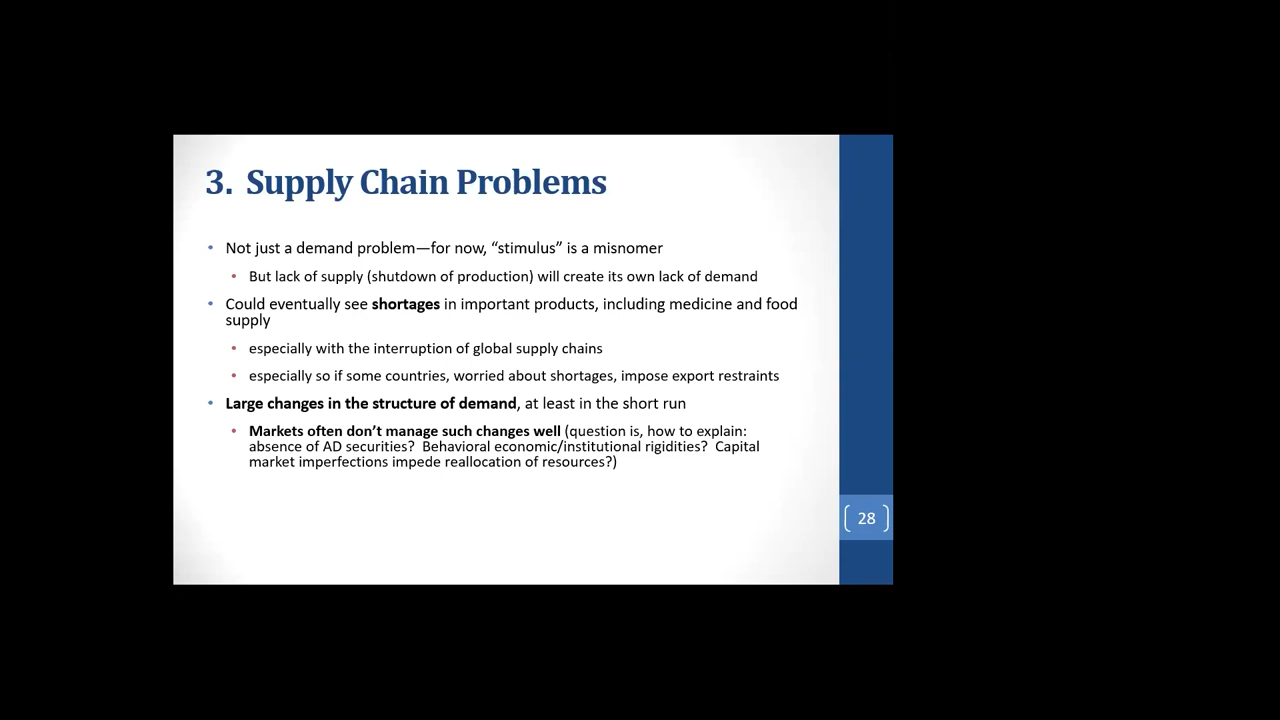 3. Supply Chain Problems
• Not just a demand problem—for now, “stimulus” is a misnomer
• But lack of supply (shutdown of production) will create its own lack of demand
• Could eventually see shortages in important products, including medicine and food
supply
• especially with the interruption of global supply chains
• especially so if some countries, worried about shortages, impose export restraints
• Large changes in the structure of demand, at least in the short run
• Markets often don’t manage such changes well (question is, how to explain:
absence of AD securities? Behavioral economic/institutional rigidities? Capital
market imperfections impede reallocation of resources?)
28